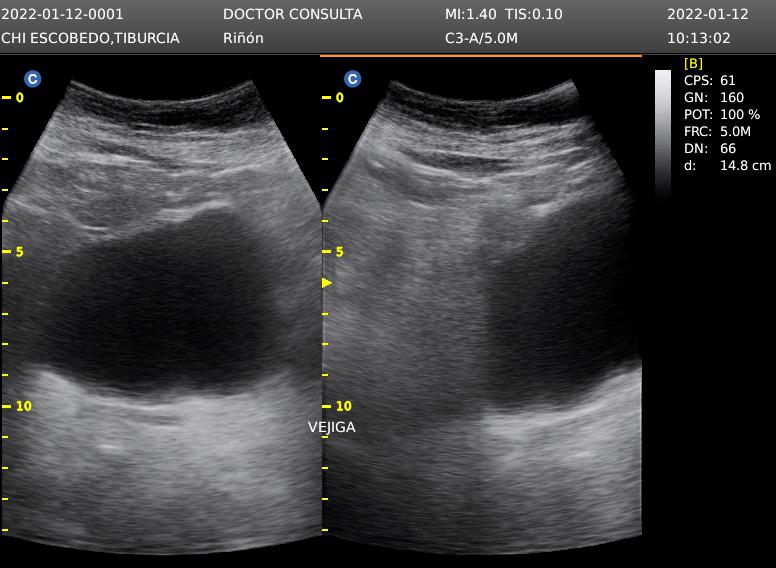 2022-01-12-0001 DOCTOR CONSULTA MI:1.40 TIS:0.10 2022-01-12
CHI ESCOBEDO,TIBURCIA Riñón C3-A/5.0M 10:13:02
[B]
C C
CPS: 61
0 0
GN: 160
POT: 100 %
FRC: 5.0M
DN: 66
d: 14.8 cm
5 5
10 10
VEJIGA